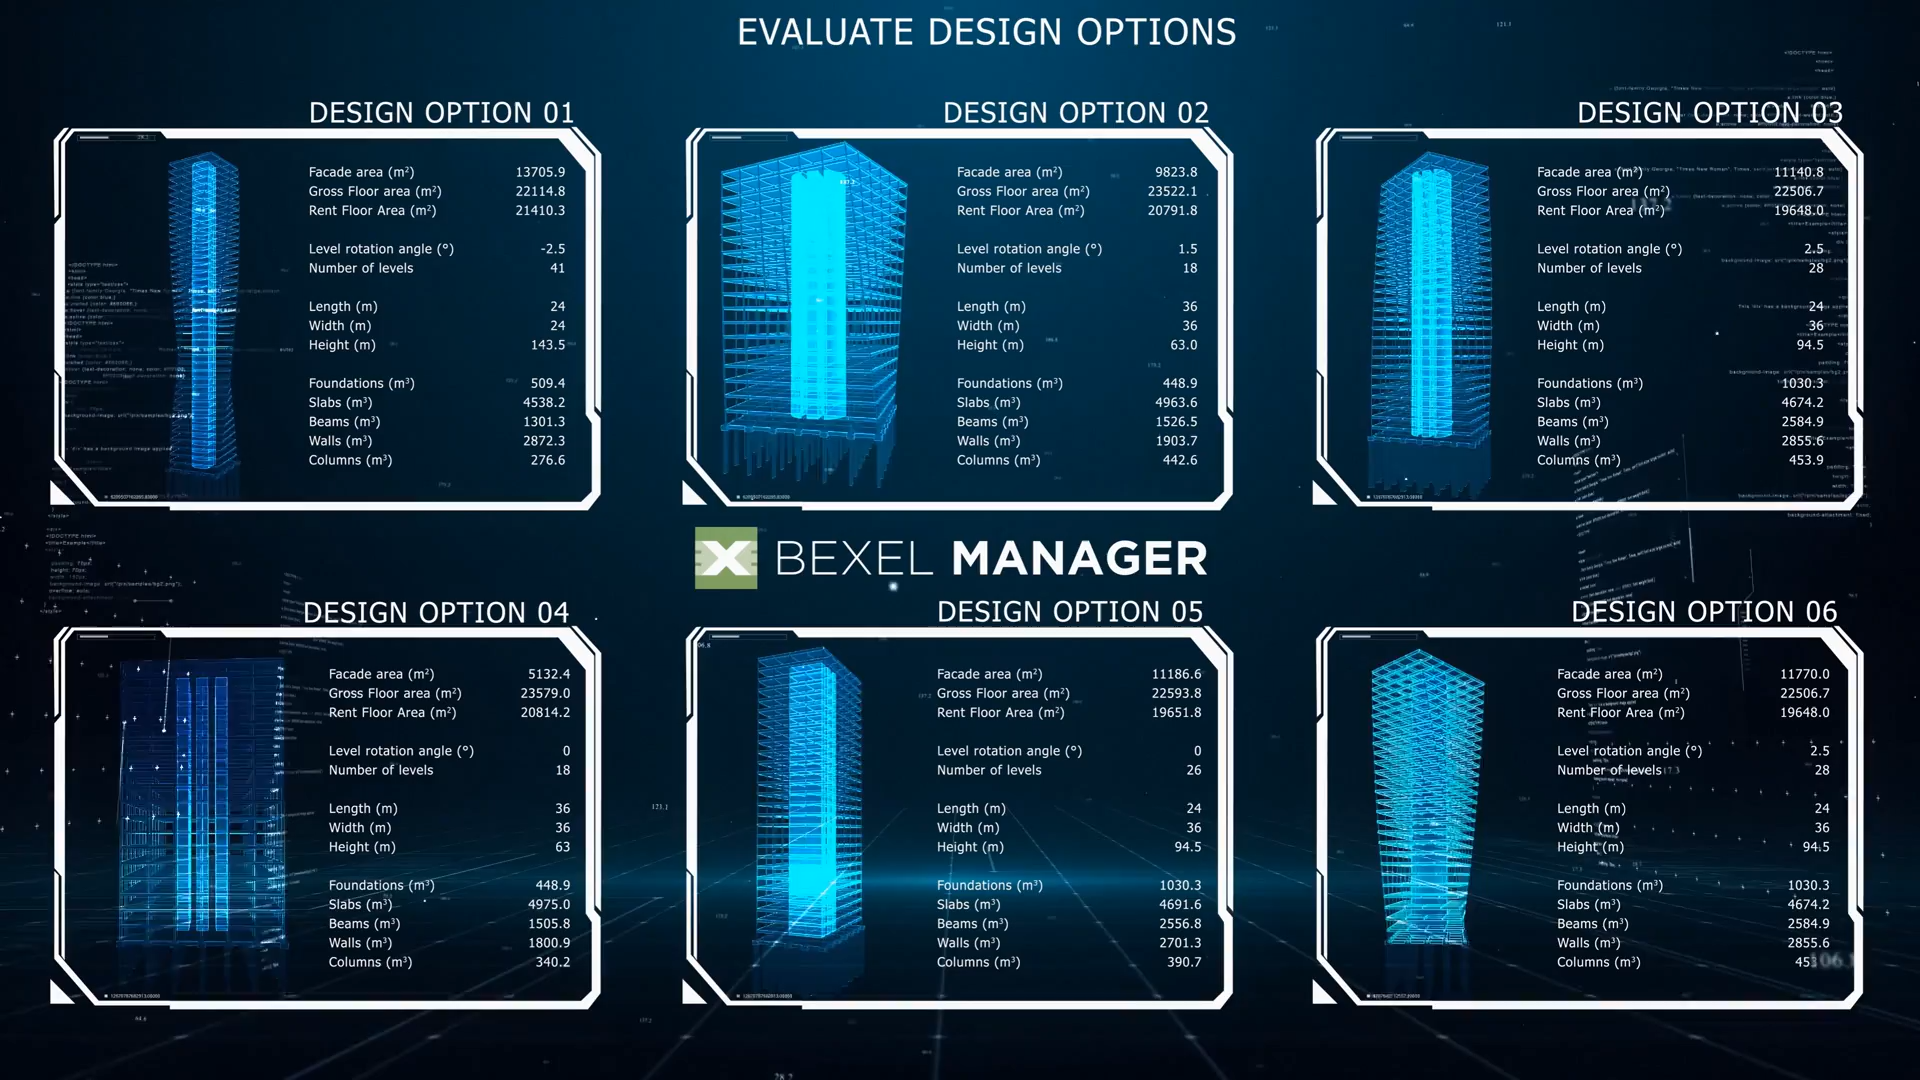 EVALUATE DESIGN OPTIONS
DESIGN OPTION 01
Facade area (m²) 13705.9
Gross Floor area (m²) 22114.8
Rent Floor Area (m²) 21410.3
Level rotation angle (°) -2.5
Number of levels 41
Length (m) 24
Width (m) 24
Height (m) 143.5
Foundations (m³) 509.4
Slabs (m³) 4538.2
Beams (m³) 1301.3
Walls (m³) 2872.3
Columns (m³) 276.6
DESIGN OPTION 02
Facade area (m²) 9823.8
Gross Floor area (m²) 23522.1
Rent Floor Area (m²) 20791.8
Level rotation angle (°) 1.5
Number of levels 18
Length (m) 36
Width (m) 36
Height (m) 63.0
Foundations (m³) 448.9
Slabs (m³) 4963.6
Beams (m³) 1526.5
Walls (m³) 1903.7
Columns (m³) 442.6
DESIGN OPTION 03
Facade area (m²) 11140.8
Gross Floor area (m²) 22506.7
Rent Floor Area (m²) 19648.0
Level rotation angle (°) 2.5
Number of levels 28
Length (m) 24
Width (m) 36
Height (m) 94.5
Foundations (m³) 1030.3
Slabs (m³) 4674.2
Beams (m³) 2584.9
Walls (m³) 2855.6
Columns (m³) 453.9
BEXEL MANAGER
DESIGN OPTION 04
Facade area (m²) 5132.4
Gross Floor area (m²) 23579.0
Rent Floor Area (m²) 20814.2
Level rotation angle (°) 0
Number of levels 18
Length (m) 36
Width (m) 36
Height (m) 63
Foundations (m³) 448.9
Slabs (m³) 4975.0
Beams (m³) 1505.8
Walls (m³) 1800.9
Columns (m³) 340.2
DESIGN OPTION 05
Facade area (m²) 11186.6
Gross Floor area (m²) 22593.8
Rent Floor Area (m²) 19651.8
Level rotation angle (°) 0
Number of levels 26
Length (m) 24
Width (m) 36
Height (m) 94.5
Foundations (m³) 1030.3
Slabs (m³) 4691.6
Beams (m³) 2556.8
Walls (m³) 2701.3
Columns (m³) 390.7
DESIGN OPTION 06
Facade area (m²) 11770.0
Gross Floor area (m²) 22506.7
Rent Floor Area (m²) 19648.0
Level rotation angle (°) 2.5
Number of levels 28
Length (m) 24
Width (m) 36
Height (m) 94.5
Foundations (m³) 1030.3
Slabs (m³) 4674.2
Beams (m³) 2584.9
Walls (m³) 2855.6
Columns (m³)